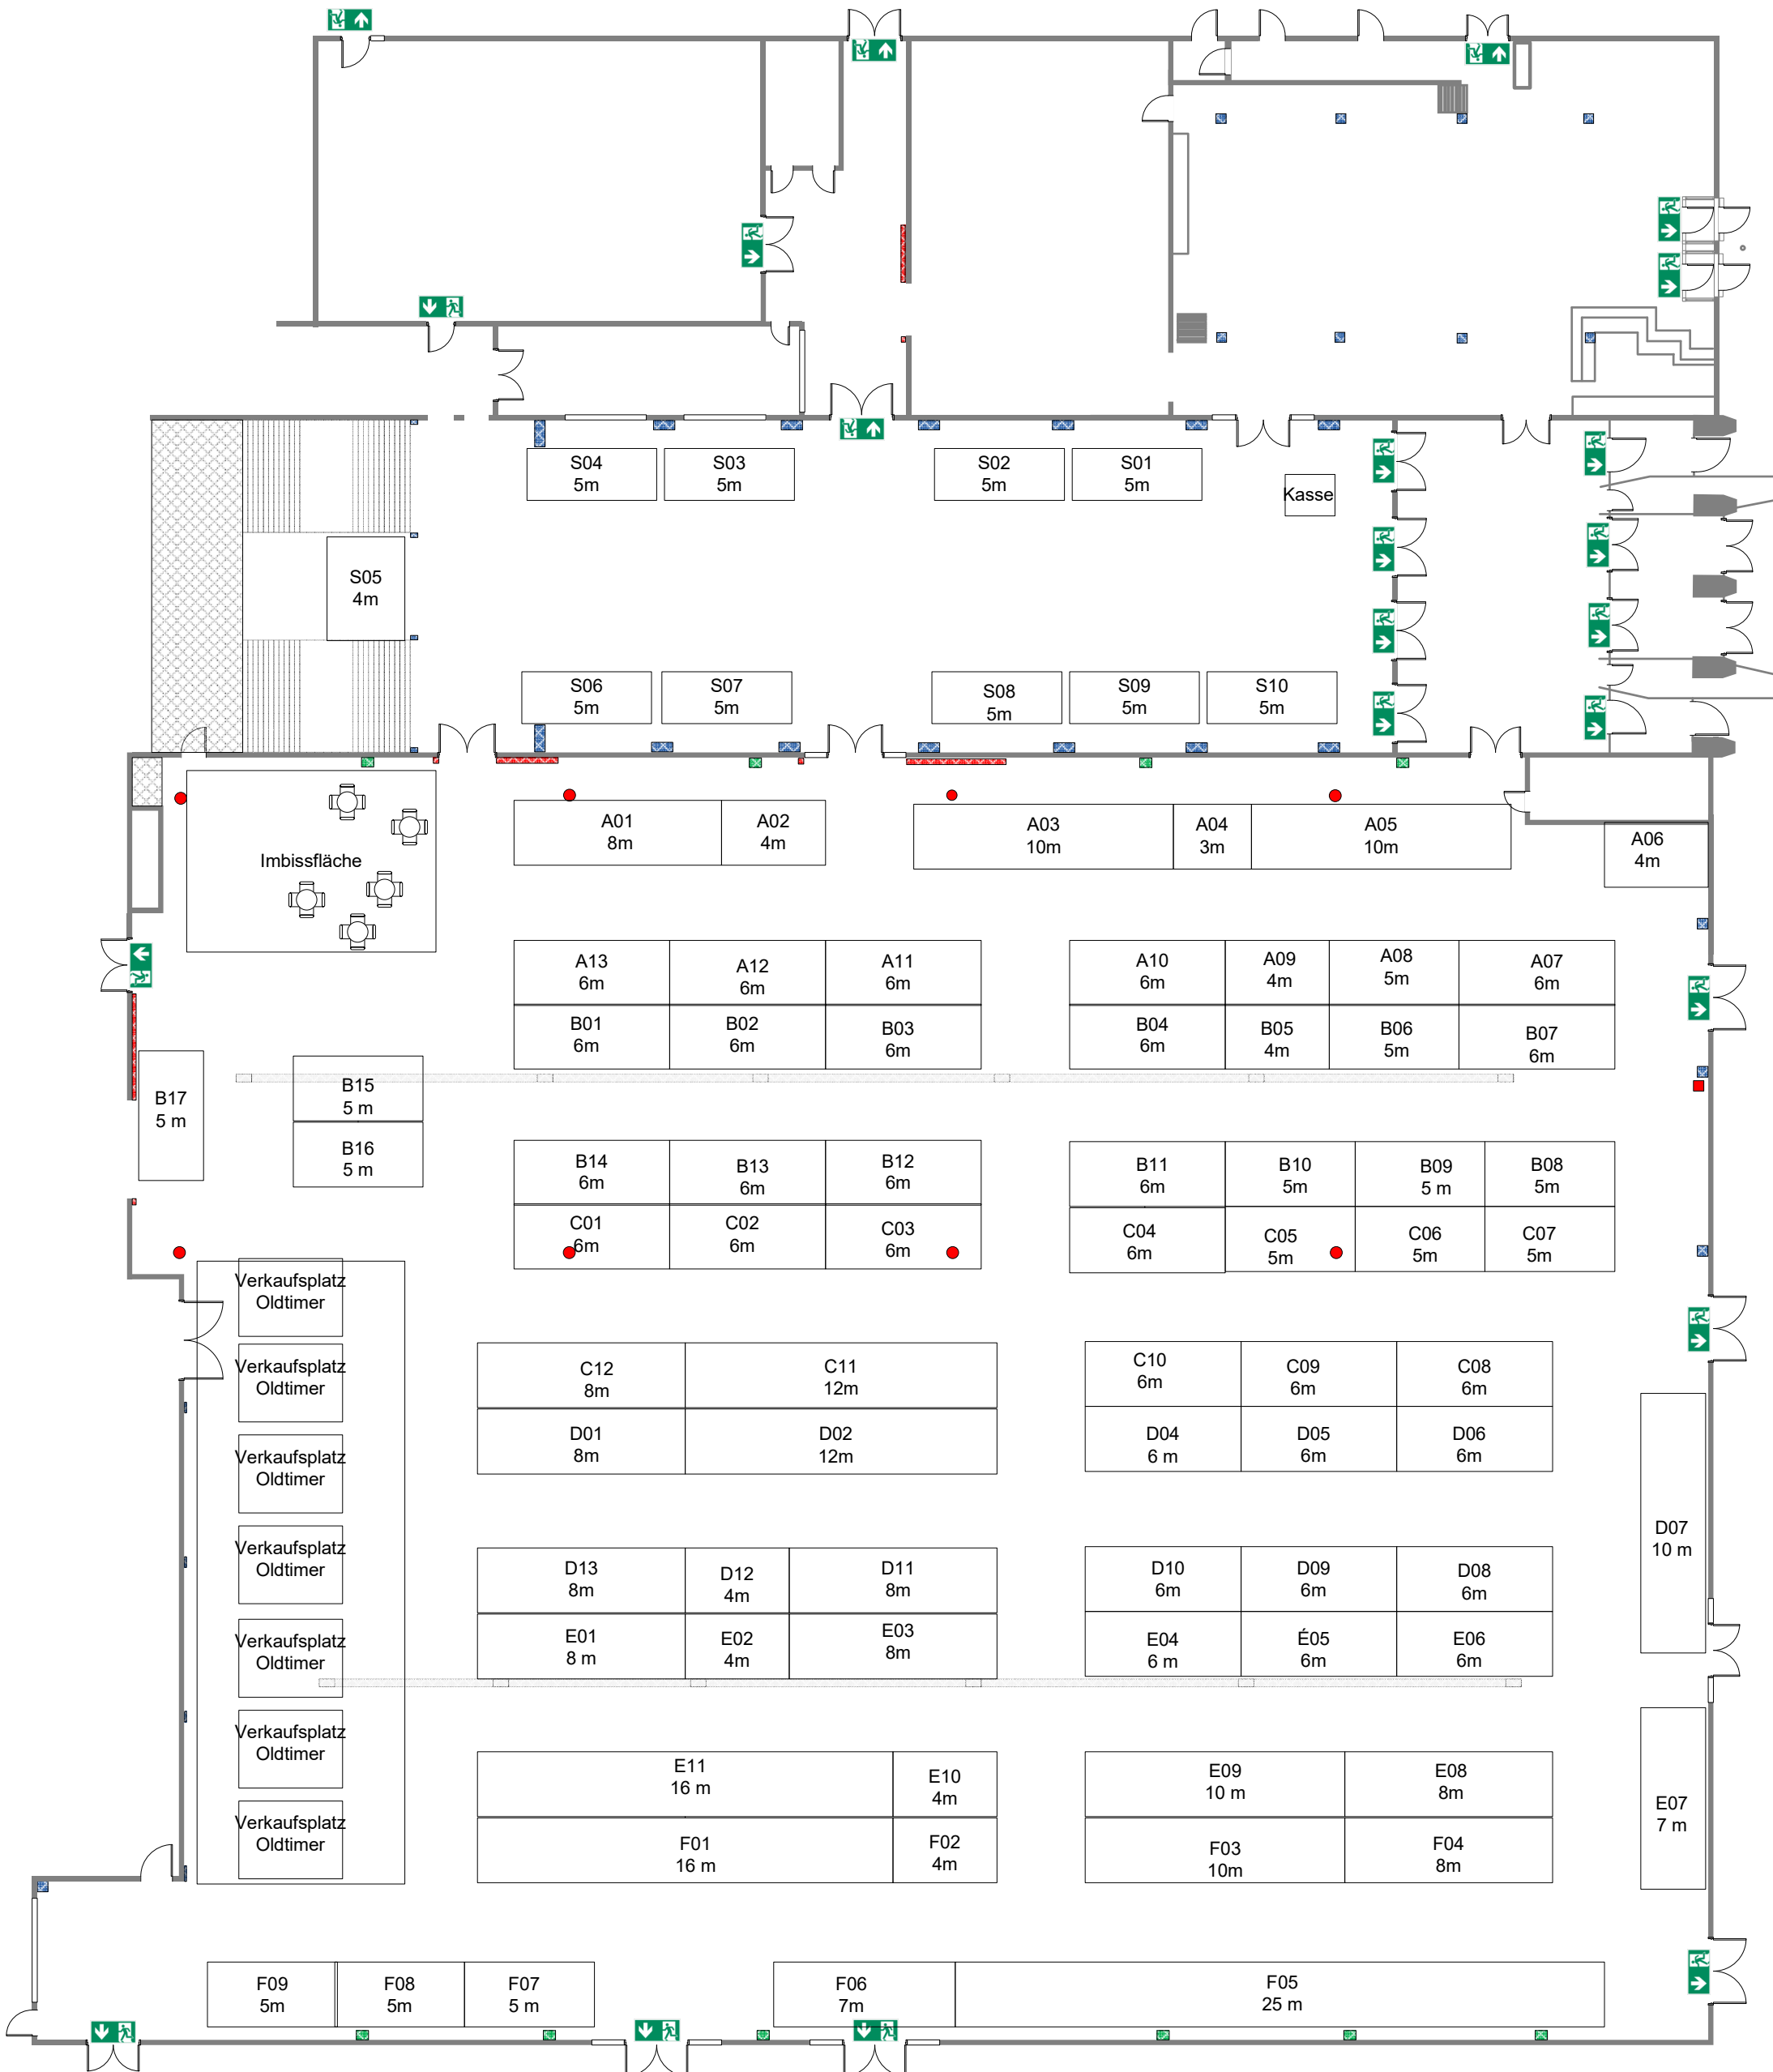 S04
5m
S03
5m
S02
5m
S01
5m
Kasse
S05
4m
S06
5m
S07
5m
S08
5m
S09
5m
S10
5m
A01
8m
A02
4m
A03
10m
A04
3m
A05
10m
A06
4m
Imbissfläche
A13
6m
A12
6m
A11
6m
A10
6m
A09
4m
A08
5m
A07
6m
B01
6m
B02
6m
B03
6m
B04
6m
B05
4m
B06
5m
B07
6m
B17
5 m
B15
5 m
B16
5 m
B14
6m
B13
6m
B12
6m
B11
6m
B10
5m
B09
5 m
B08
5m
C01
6m
C02
6m
C03
6m
C04
6m
C05
5m
C06
5m
C07
5m
Verkaufsplatz
Oldtimer
Verkaufsplatz
Oldtimer
Verkaufsplatz
Oldtimer
Verkaufsplatz
Oldtimer
Verkaufsplatz
Oldtimer
Verkaufsplatz
Oldtimer
Verkaufsplatz
Oldtimer
C12
8m
C11
12m
C10
6m
C09
6m
C08
6m
D01
8m
D02
12m
D04
6 m
D05
6m
D06
6m
D07
10 m
D13
8m
D12
4m
D11
8m
D10
6m
D09
6m
D08
6m
E01
8 m
E02
4m
E03
8m
E04
6 m
É05
6m
E06
6m
E11
16 m
E10
4m
E09
10 m
E08
8m
E07
7 m
F01
16 m
F02
4m
F03
10m
F04
8m
F09
5m
F08
5m
F07
5 m
F06
7m
F05
25 m